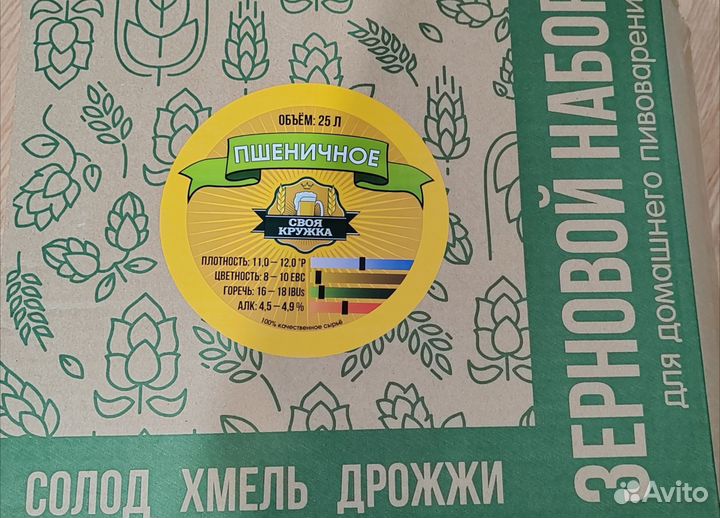 ОБЪЁМ: 25 Л
ПШЕНИЧНОЕ
СВОЯ
КРУЖКА
ПЛОТНОСТЬ: 11,0 – 12,0 °P
ЦВЕТНОСТЬ: 8 – 10 EBC
ГОРЕЧЬ: 16 – 18 IBUs
АЛК: 4,5 – 4,9 %
100% качественное сырьё
СОЛОД ХМЕЛЬ ДРОЖЖИ
ЗЕРНОВОЙ НАБОР
для домашнего пивоварени
Avito